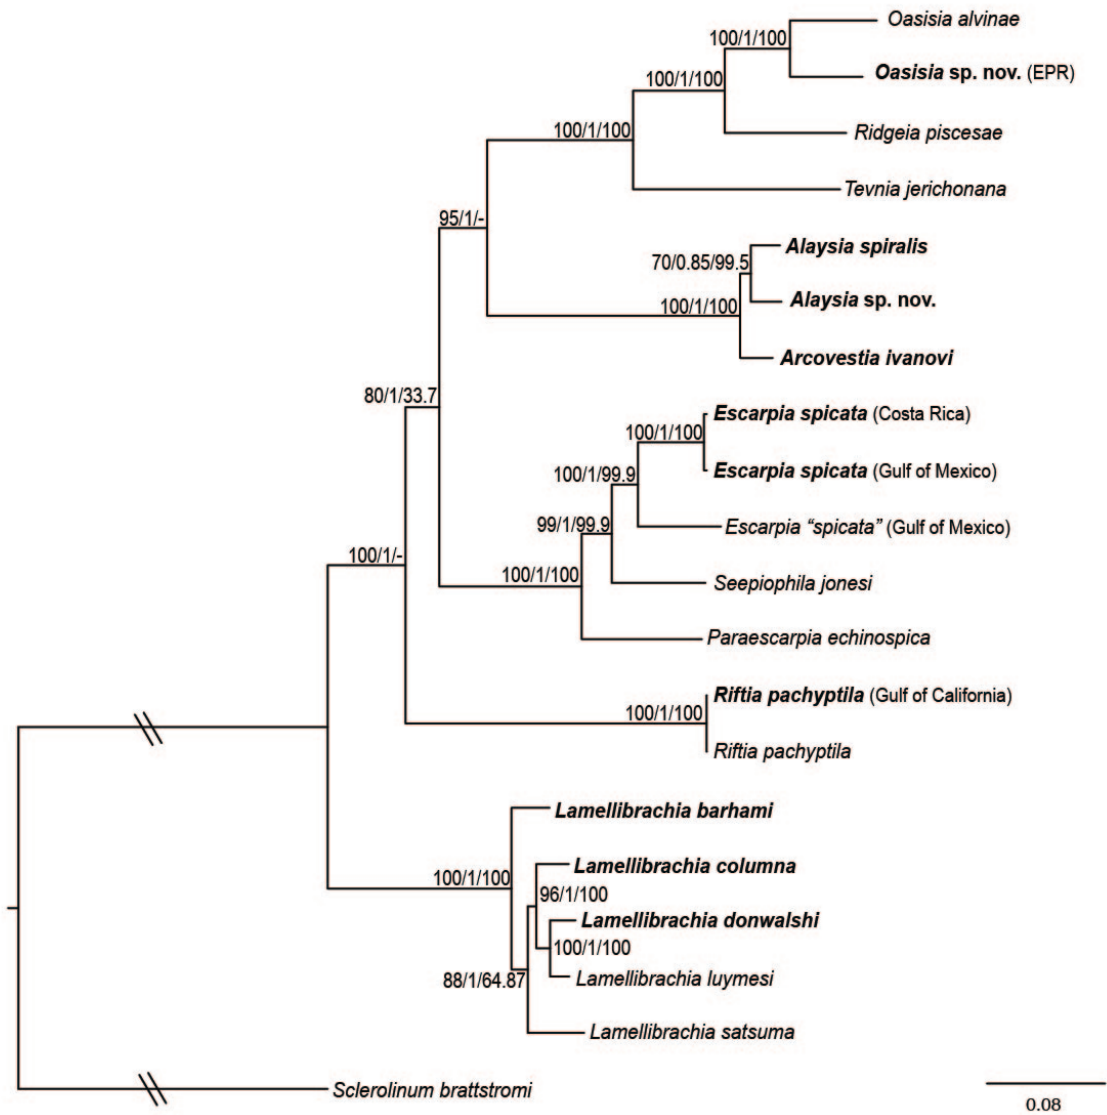 Oasisia alvinae
100/1/100
Oasisia sp. nov. (EPR)
100/1/100
100/1/100
Ridgeia piscesae
Tevnia jerichonana
95/1/-
Alaysia spiralis
70/0.85/99.5
Alaysia sp. nov.
100/1/100
Arcovestia ivanovi
80/1/33.7
Escarpia spicata (Costa Rica)
100/1/100
Escarpia spicata (Gulf of Mexico)
100/1/99.9
Escarpia “spicata” (Gulf of Mexico)
99/1/99.9
100/1/-
100/1/100
Seepiophila jonesi
Paraescarpia echinospica
Riftia pachyptila (Gulf of California)
100/1/100
Riftia pachyptila
Lamellibrachia barhami
Lamellibrachia columna
100/1/100
96/1/100
Lamellibrachia donwalshi
100/1/100
Lamellibrachia luymesi
88/1/64.87
Lamellibrachia satsuma
Sclerolinum brattstromi
0.08